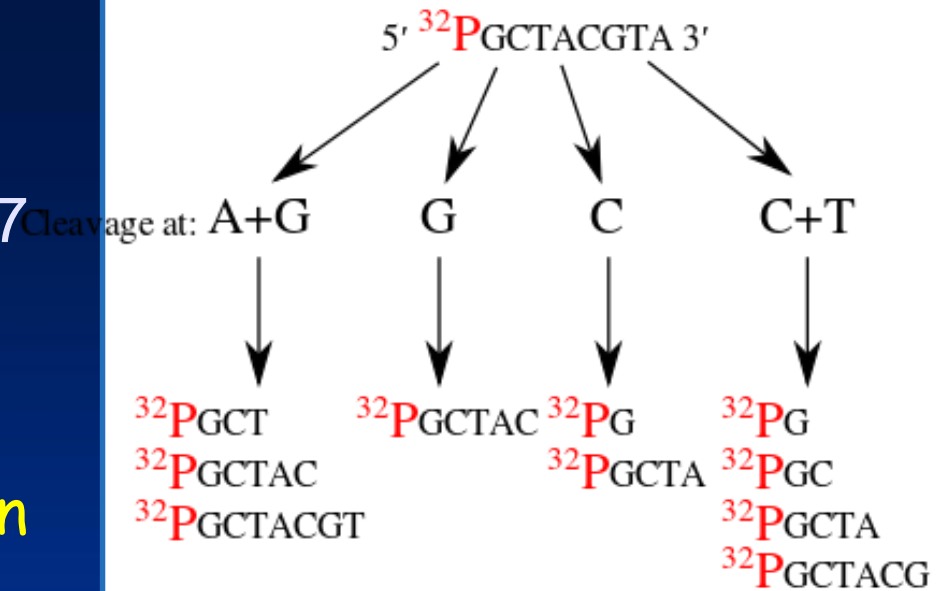 5′ ³²PGCTACGTA 3′
7
Cleavage at: A+G G C C+T
³²PGCT ³²PGCTAC ³²PG ³²PG
³²PGCTAC ³²PGCTA ³²PGC
³²PGCTACGT ³²PGCTA
n
³²PGCTACG